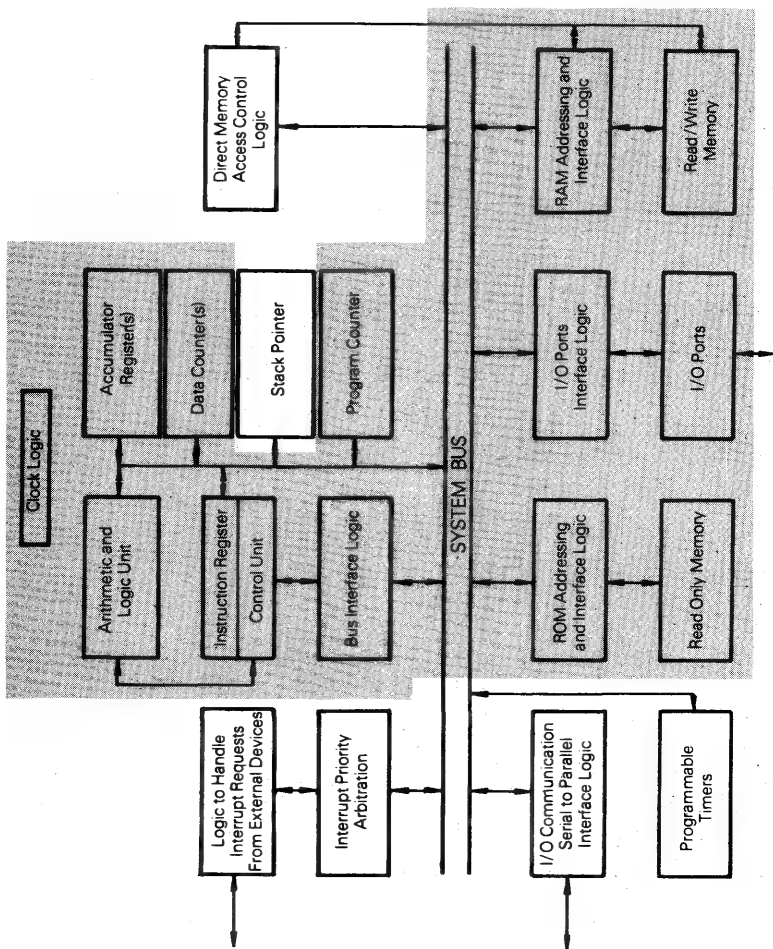 Clock Logic
Logic to Handle
Interrupt Requests
From External Devices
Interrupt Priority
Arbitration
Arithmetic and
Logic Unit
Instruction Register
Control Unit
Bus Interface Logic
Accumulator
Register(s)
Data Counter(s)
Stack Pointer
Program Counter
Direct Memory
Access Control
Logic
SYSTEM BUS
I/O Communication
Serial to Parallel
Interface Logic
Programmable
Timers
ROM Addressing
and Interface Logic
Read Only Memory
I/O Ports
Interface Logic
I/O Ports
RAM Addressing and
Interface Logic
Read/Write
Memory